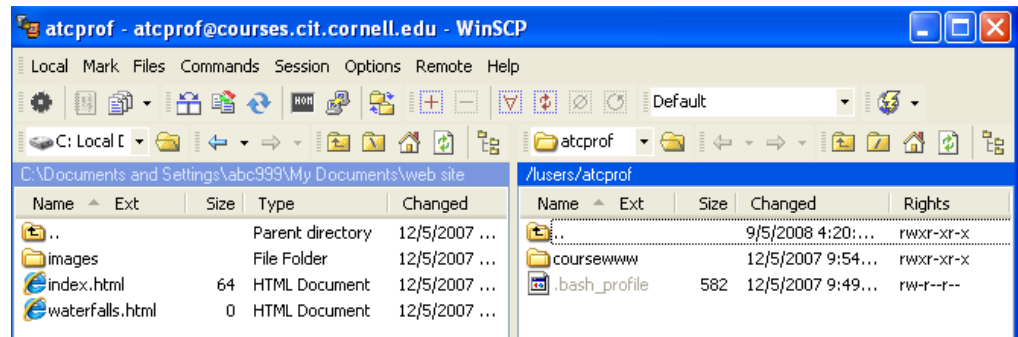 atcprof - atcprof@courses.cit.cornell.edu - WinSCP
Local Mark Files Commands Session Options Remote Help
Default
C: Local D atcprof
C:\Documents and Settings\abc999\My Documents\web site /lusers/atcprof
Name Ext Size Type Changed Name Ext Size Changed Rights
.. Parent directory 12/5/2007 ... .. 9/5/2008 4:20:... rwxr-xr-x
images File Folder 12/5/2007 ... coursewww 12/5/2007 9:54... rwxr-xr-x
index.html 64 HTML Document 12/5/2007 ... .bash_profile 582 12/5/2007 9:49... rw-r--r--
waterfalls.html 0 HTML Document 12/5/2007 ...